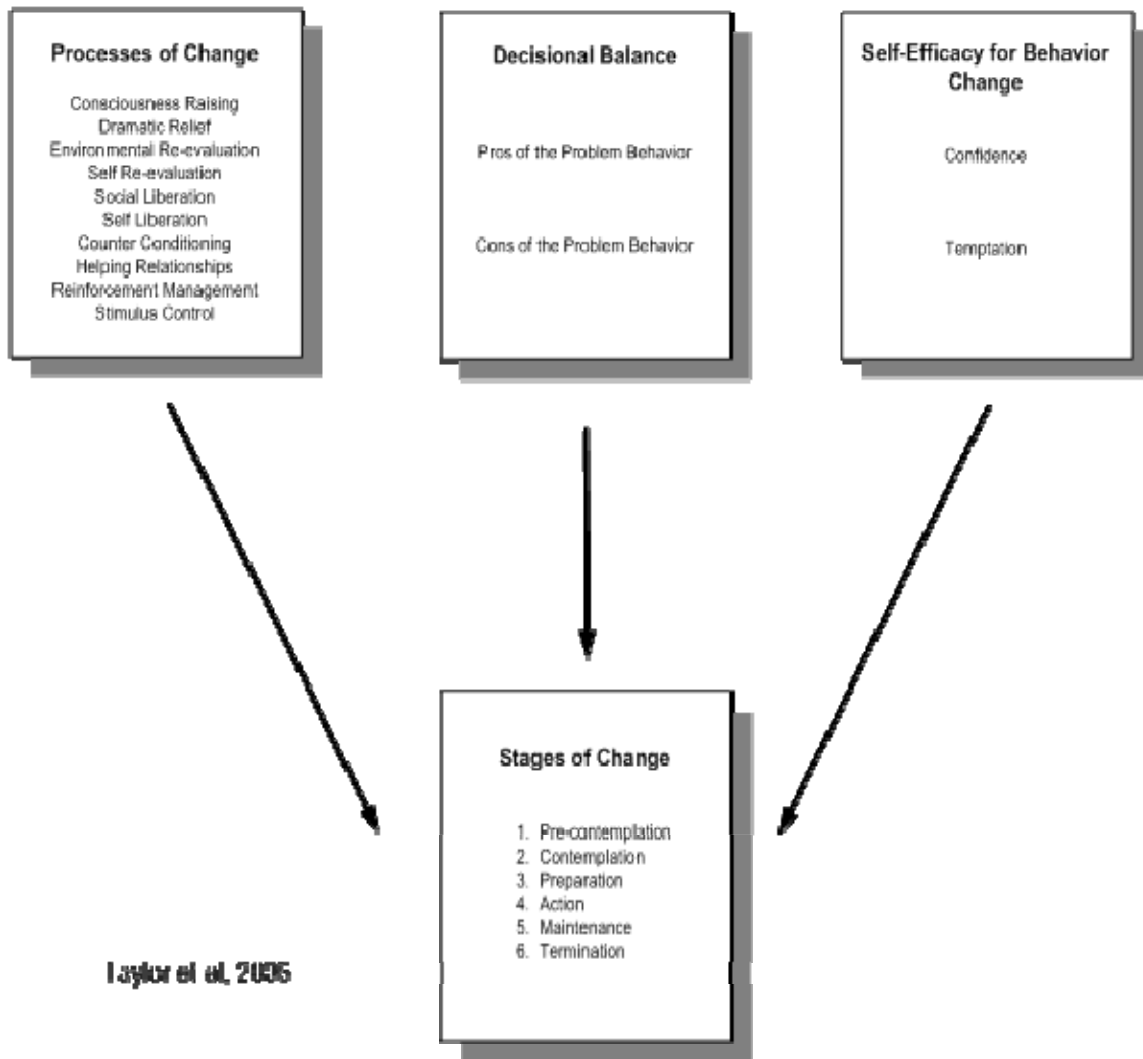 Processes of Change
Consciousness Raising
Dramatic Relief
Environmental Re-evaluation
Self Re-evaluation
Social Liberation
Self Liberation
Counter Conditioning
Helping Relationships
Reinforcement Management
Stimulus Control
Decisional Balance
Pros of the Problem Behavior
Cons of the Problem Behavior
Self-Efficacy for Behavior
Change
Confidence
Temptation
Stages of Change
1. Pre-contemplation
2. Contemplation
3. Preparation
4. Action
5. Maintenance
6. Termination
Taylor et al,